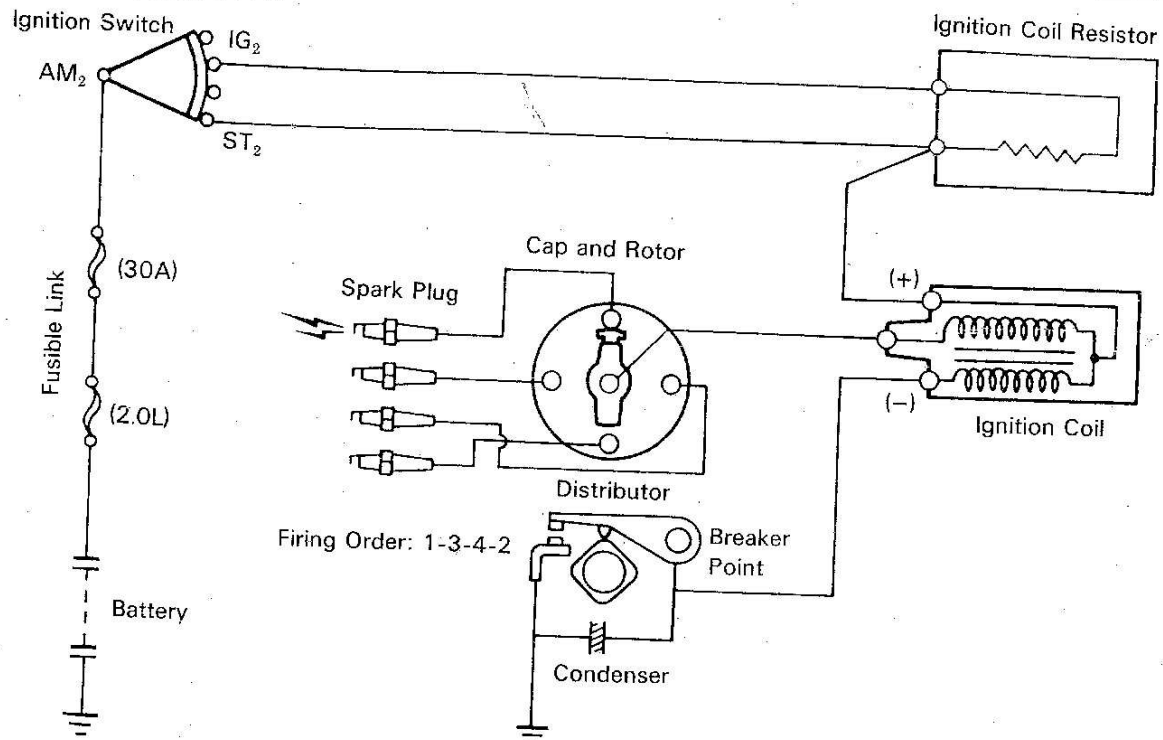 Ignition Switch
IG₂
AM₂
ST₂
Ignition Coil Resistor
Fusible Link
(30A)
(2.0L)
Battery
Cap and Rotor
Spark Plug
(+)
(−)
Ignition Coil
Distributor
Firing Order: 1-3-4-2
Breaker
Point
Condenser